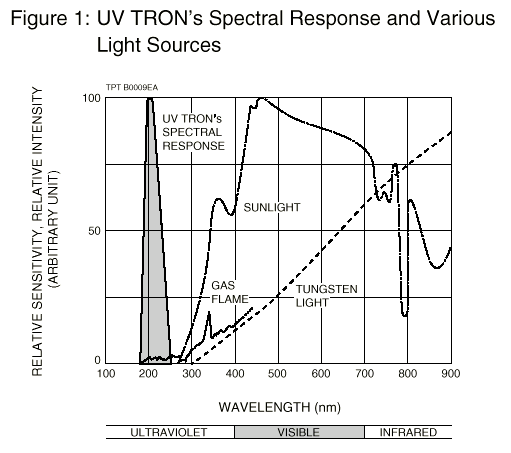 Figure 1: UV TRON's Spectral Response and Various
Light Sources
TPT B0009EA
RELATIVE SENSITIVITY, RELATIVE INTENSITY
(ARBITRARY UNIT)
100
50
0
UV TRON's
SPECTRAL
RESPONSE
SUNLIGHT
GAS
FLAME
TUNGSTEN
LIGHT
100 200 300 400 500 600 700 800 900
WAVELENGTH (nm)
ULTRAVIOLET VISIBLE INFRARED